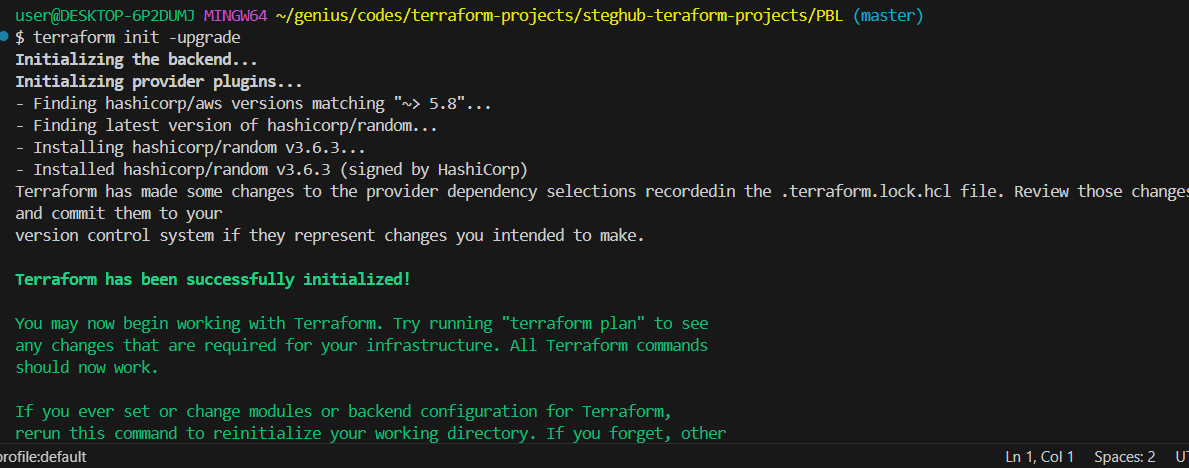 user@DESKTOP-6P2DUMJ MINGW64 ~/genius/codes/terraform-projects/steghub-teraform-projects/PBL (master)
$ terraform init -upgrade
Initializing the backend...
Initializing provider plugins...
- Finding hashicorp/aws versions matching "~> 5.8"...
- Finding latest version of hashicorp/random...
- Installing hashicorp/random v3.6.3...
- Installed hashicorp/random v3.6.3 (signed by HashiCorp)
Terraform has made some changes to the provider dependency selections recordedin the .terraform.lock.hcl file. Review those changes
and commit them to your
version control system if they represent changes you intended to make.
Terraform has been successfully initialized!
You may now begin working with Terraform. Try running "terraform plan" to see
any changes that are required for your infrastructure. All Terraform commands
should now work.
If you ever set or change modules or backend configuration for Terraform,
rerun this command to reinitialize your working directory. If you forget, other
profile:default Ln 1, Col 1 Spaces: 2 UT